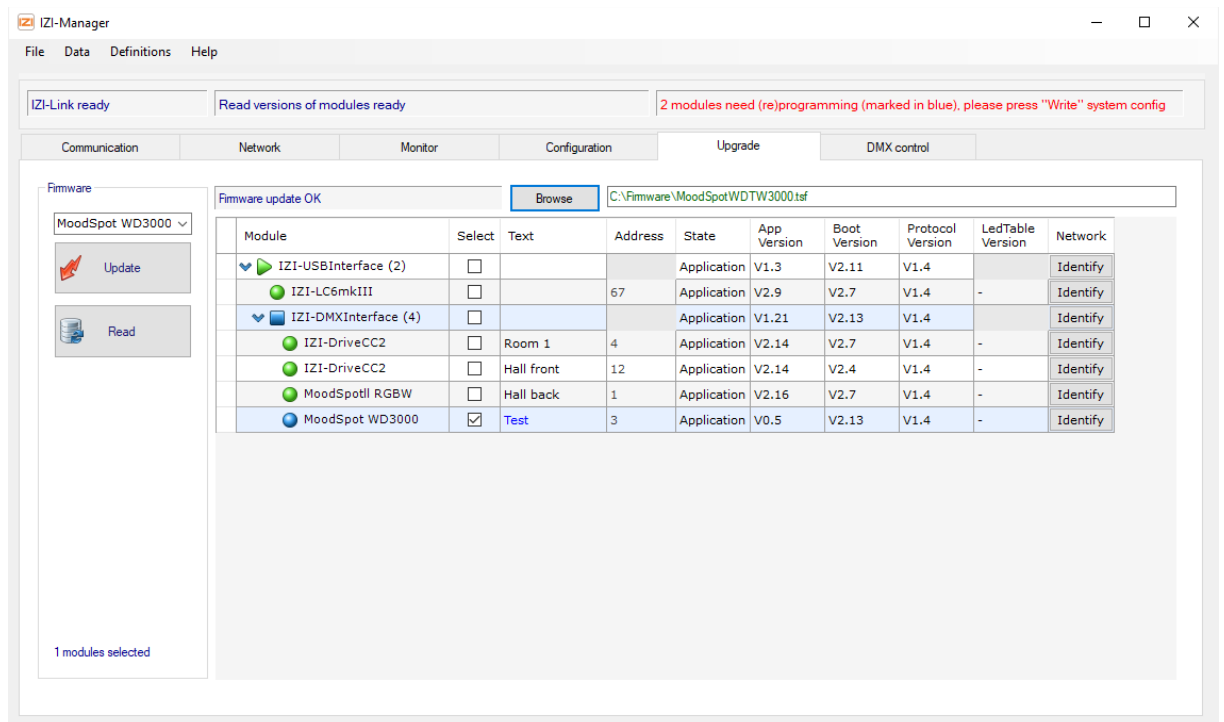 IZI IZI-Manager
File Data Definitions Help
IZI-Link ready Read versions of modules ready 2 modules need (re)programming (marked in blue), please press "Write" system config
Communication Network Monitor Configuration Upgrade DMX control
Firmware
Firmware update OK Browse C:\Firmware\MoodSpotWDTW3000.tsf
MoodSpot WD3000
Update
Read
1 modules selected
Module Select Text Address State App Version Boot Version Protocol Version LedTable Version Network
IZI-USBInterface (2) Application V1.3 V2.11 V1.4 Identify
IZI-LC6mkIII 67 Application V2.9 V2.7 V1.4 - Identify
IZI-DMXInterface (4) Application V1.21 V2.13 V1.4 Identify
IZI-DriveCC2 Room 1 4 Application V2.14 V2.7 V1.4 - Identify
IZI-DriveCC2 Hall front 12 Application V2.14 V2.4 V1.4 - Identify
MoodSpotll RGBW Hall back 1 Application V2.16 V2.7 V1.4 - Identify
MoodSpot WD3000 Test 3 Application V0.5 V2.13 V1.4 - Identify